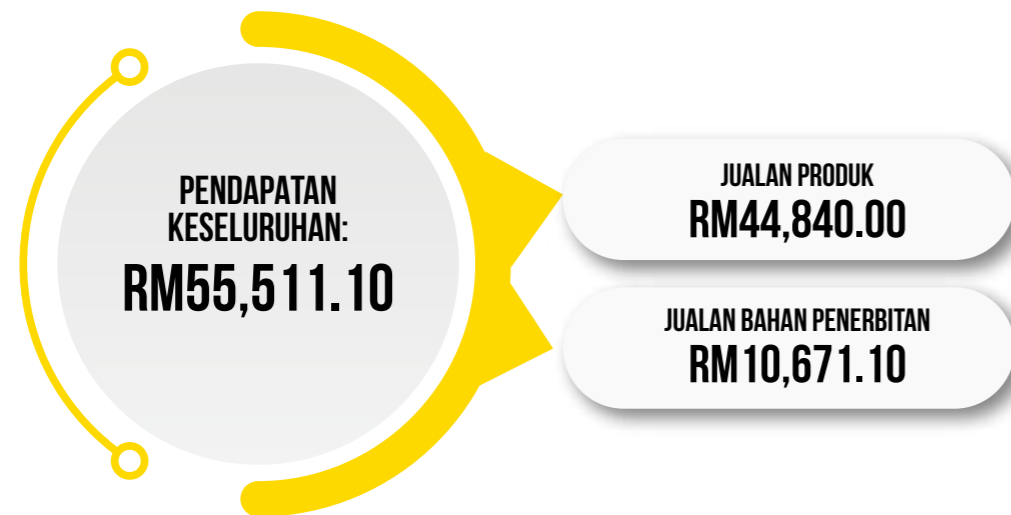 PENDAPATAN
KESELURUHAN:
RM55,511.10
JUALAN PRODUK
RM44,840.00
JUALAN BAHAN PENERBITAN
RM10,671.10